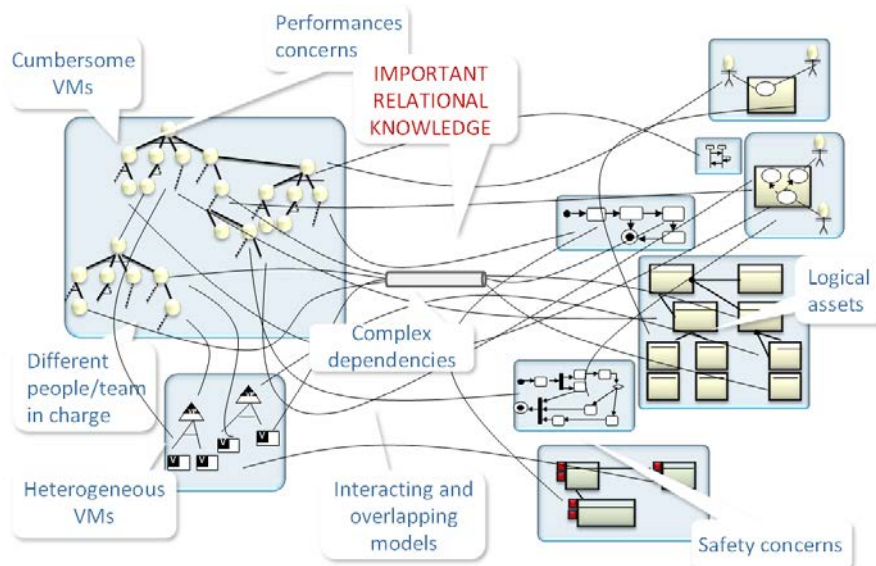 Performances
concerns
Cumbersome
VMs
IMPORTANT
RELATIONAL
KNOWLEDGE
Logical
assets
Complex
dependencies
Different
people/team
in charge
V
V
V
V
Heterogeneous
VMs
Interacting and
overlapping
models
Safety concerns